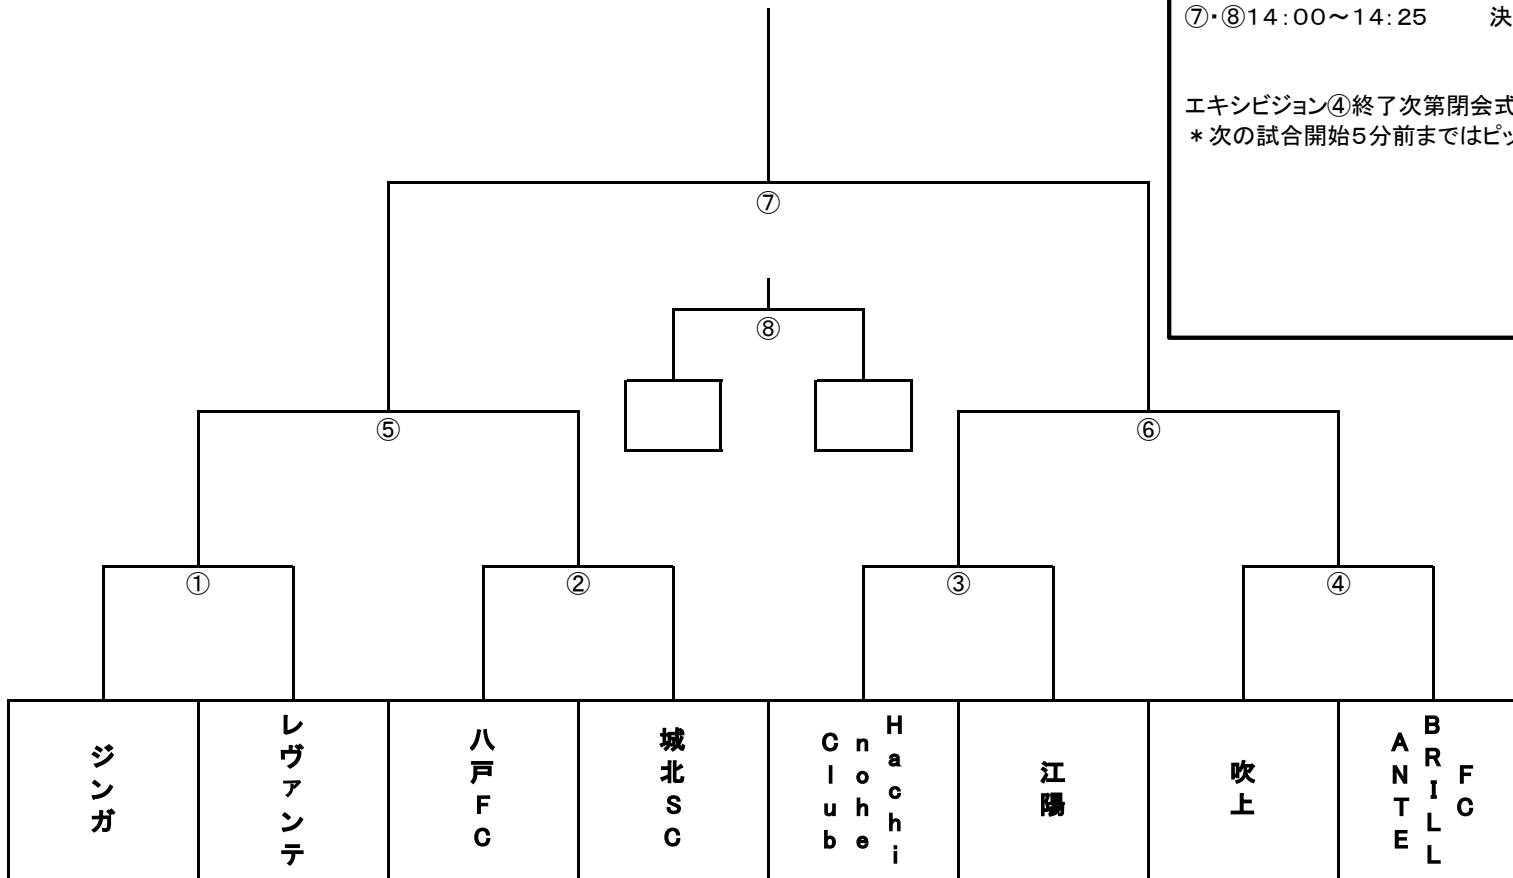 ⑦・⑧14:00～14:25　決
エキシビジョン④終了次第閉会式
＊次の試合開始5分前まではピッ
⑦
⑧
⑤
⑥
①
②
③
④
ジンガ
レヴァンテ
八戸FC
城北SC
Hachinohe Club
江陽
吹上
FC BRILLANTE